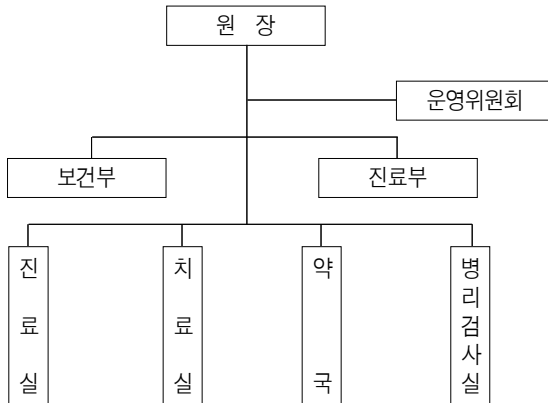 원 장
운영위원회
보건부
진료부
진료실
치료실
약국
병리검사실